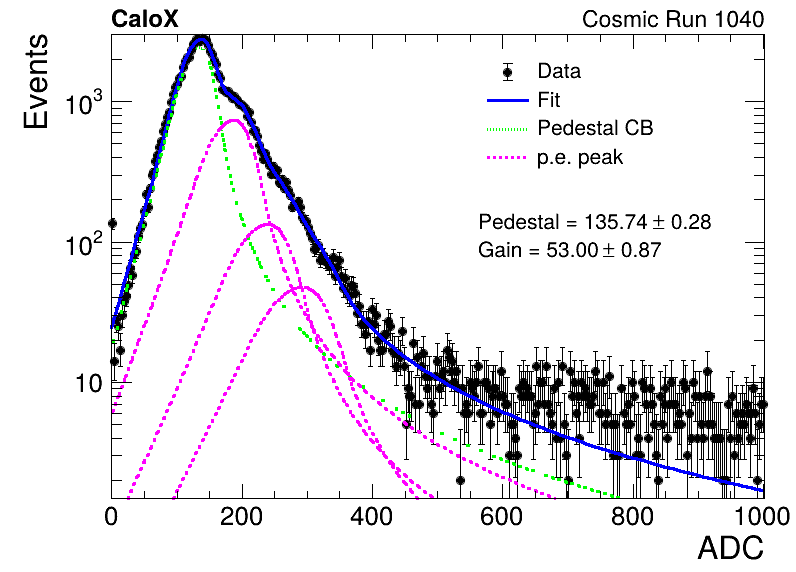 CaloX Cosmic Run 1040
Events
10³
10²
10
Data
Fit
Pedestal CB
p.e. peak
Pedestal = 135.74 ± 0.28
Gain = 53.00 ± 0.87
0 200 400 600 800 1000
ADC